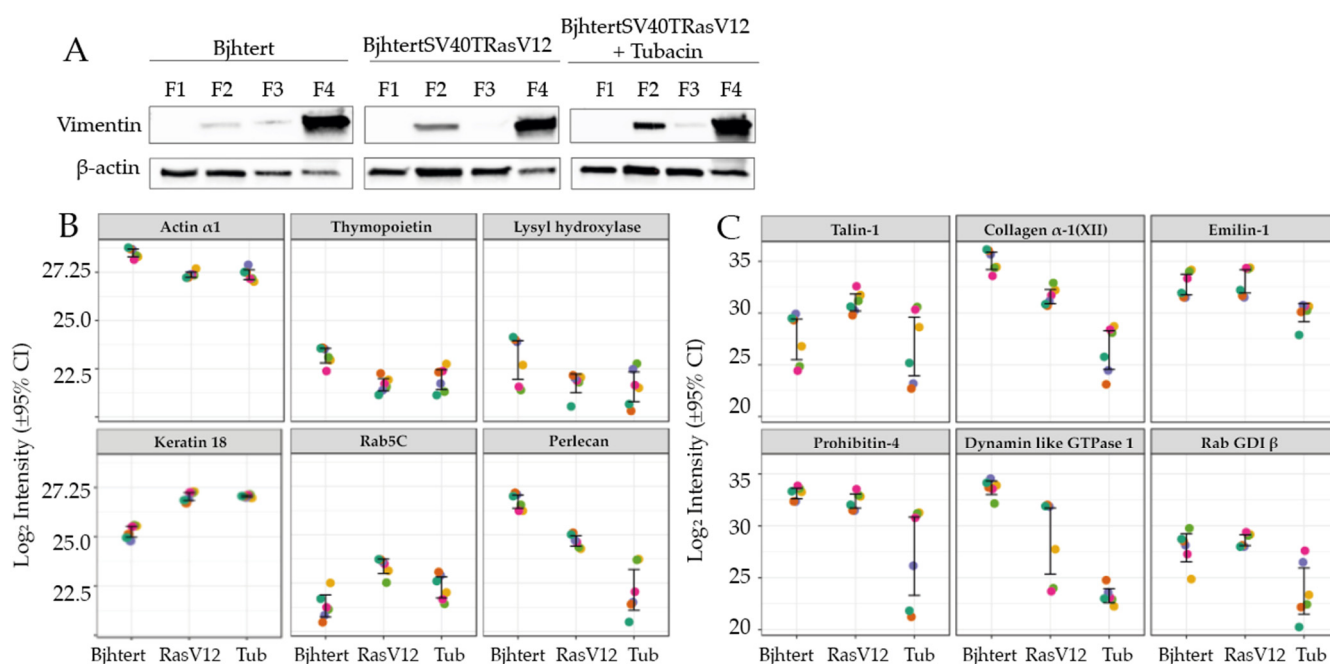 A
Bjhtert
BjhtertSV40TRasV12
BjhtertSV40TRasV12
+ Tubacin
F1 F2 F3 F4 F1 F2 F3 F4 F1 F2 F3 F4
Vimentin
β-actin
B
Log₂ Intensity (±95% CI)
Actin α1 Thymopoietin Lysyl hydroxylase
27.25
25.0
22.5
Keratin 18 Rab5C Perlecan
27.25
25.0
22.5
Bjhtert RasV12 Tub Bjhtert RasV12 Tub Bjhtert RasV12 Tub
C
Log₂ Intensity (±95% CI)
Talin-1 Collagen α-1(XII) Emilin-1
35
30
25
20
Prohibitin-4 Dynamin like GTPase 1 Rab GDI β
35
30
25
20
Bjhtert RasV12 Tub Bjhtert RasV12 Tub Bjhtert RasV12 Tub